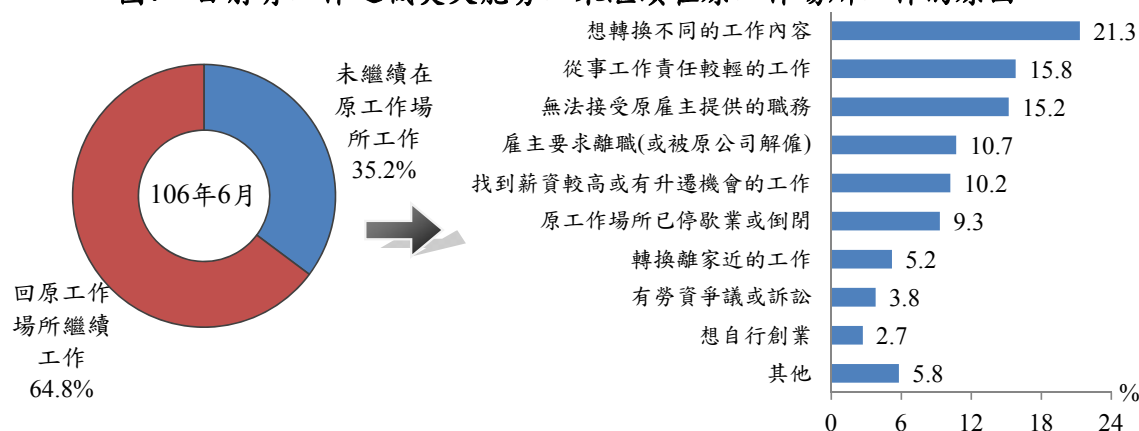 106年6月
未繼續在
原工作場
所工作
35.2%
回原工作
場所繼續
工作
64.8%
想轉換不同的工作內容 21.3
從事工作責任較輕的工作 15.8
無法接受原雇主提供的職務 15.2
雇主要求離職(或被原公司解僱) 10.7
找到薪資較高或有升遷機會的工作 10.2
原工作場所已停歇業或倒閉 9.3
轉換離家近的工作 5.2
有勞資爭議或訴訟 3.8
想自行創業 2.7
其他 5.8
%
0 6 12 18 24